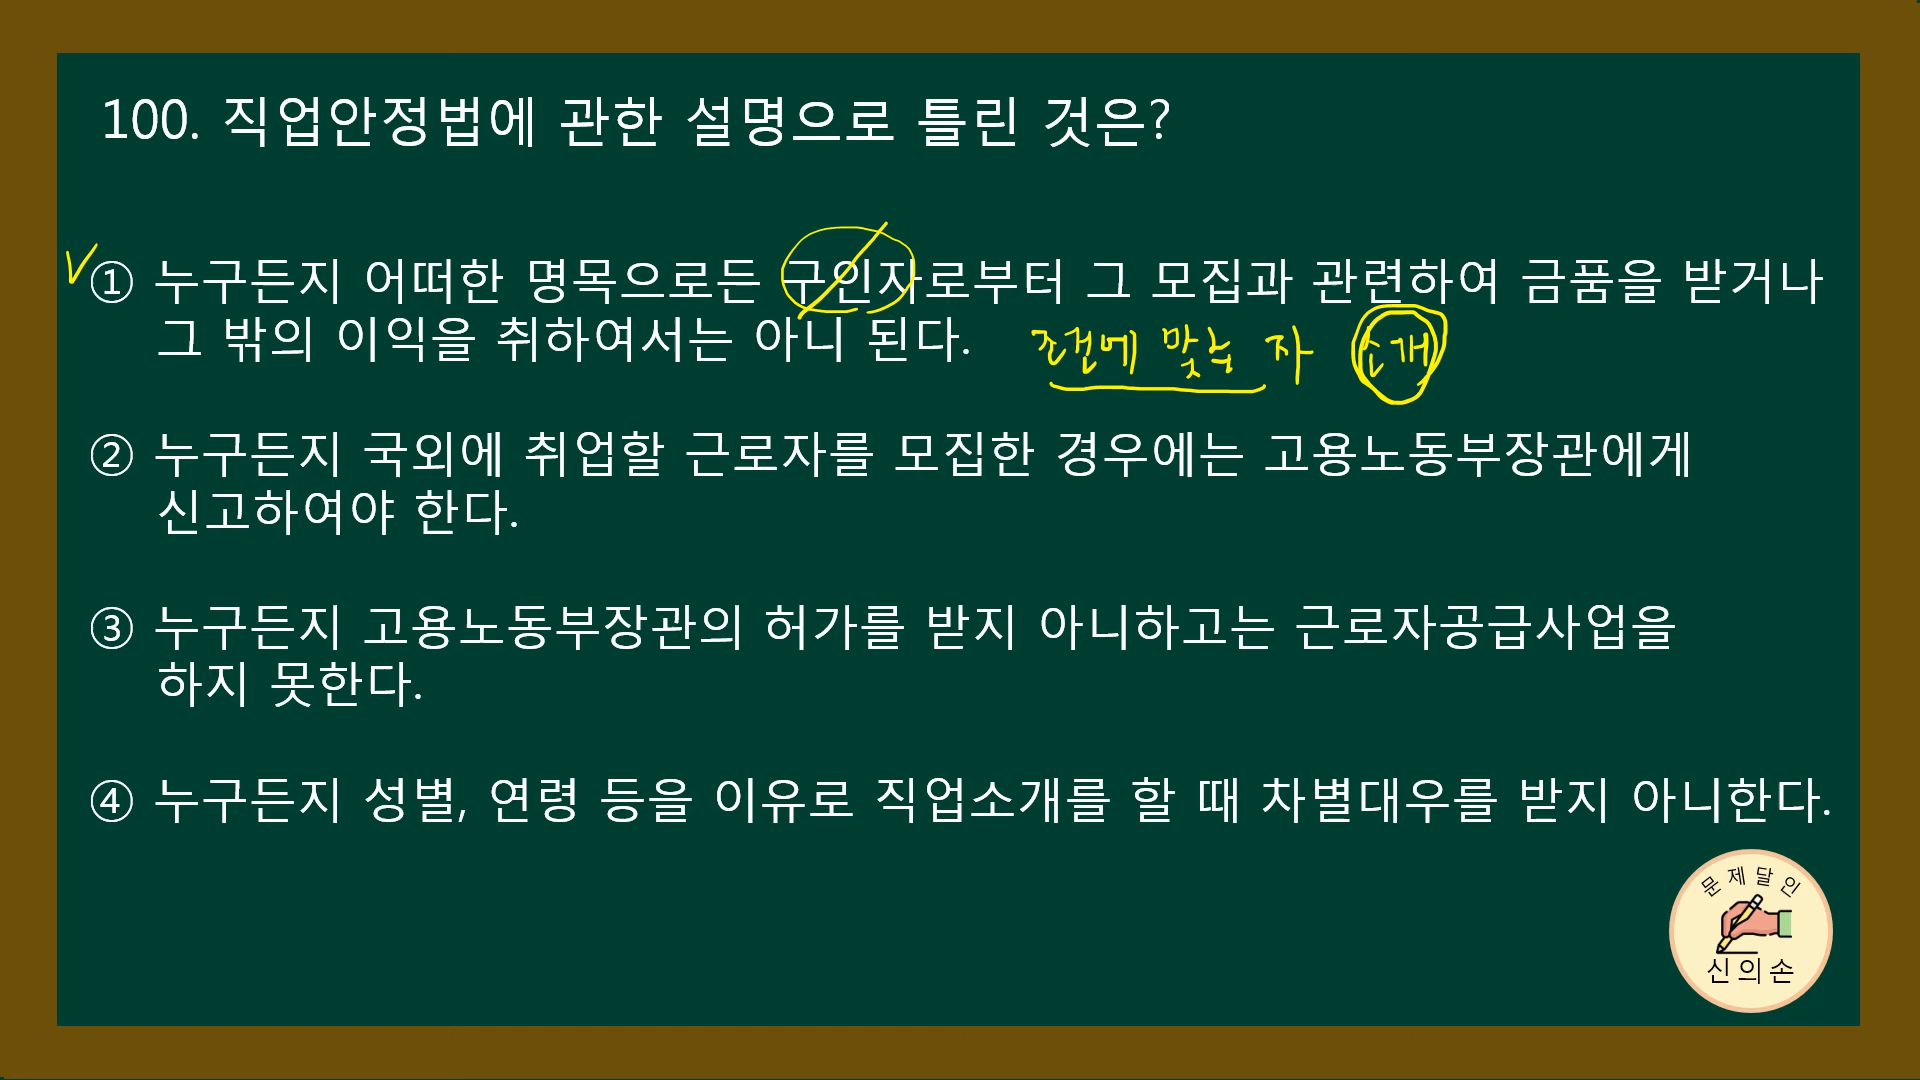 100. 직업안정법에 관한 설명으로 틀린 것은?
① 누구든지 어떠한 명목으로든 구인자로부터 그 모집과 관련하여 금품을 받거나
그 밖의 이익을 취하여서는 아니 된다.
조건에 맞는 자 소개
② 누구든지 국외에 취업할 근로자를 모집한 경우에는 고용노동부장관에게
신고하여야 한다.
③ 누구든지 고용노동부장관의 허가를 받지 아니하고는 근로자공급사업을
하지 못한다.
④ 누구든지 성별, 연령 등을 이유로 직업소개를 할 때 차별대우를 받지 아니한다.
문제달인
신의손